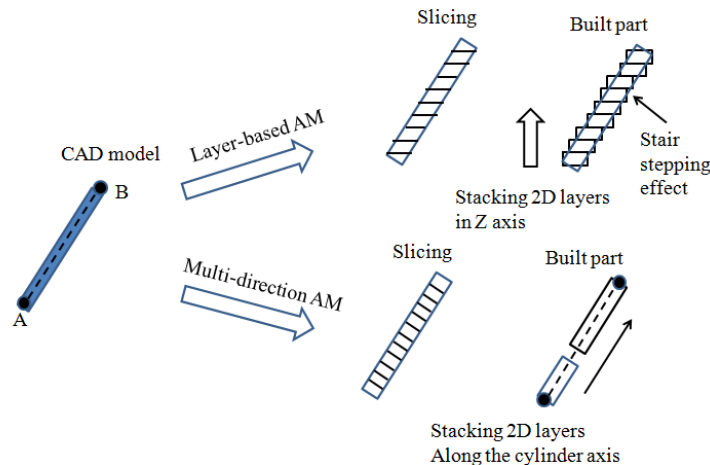 Slicing
Built part
Layer-based AM
CAD model
B
A
Stair
stepping
effect
Stacking 2D layers
in Z axis
Multi-direction AM
Slicing
Built part
Stacking 2D layers
Along the cylinder axis